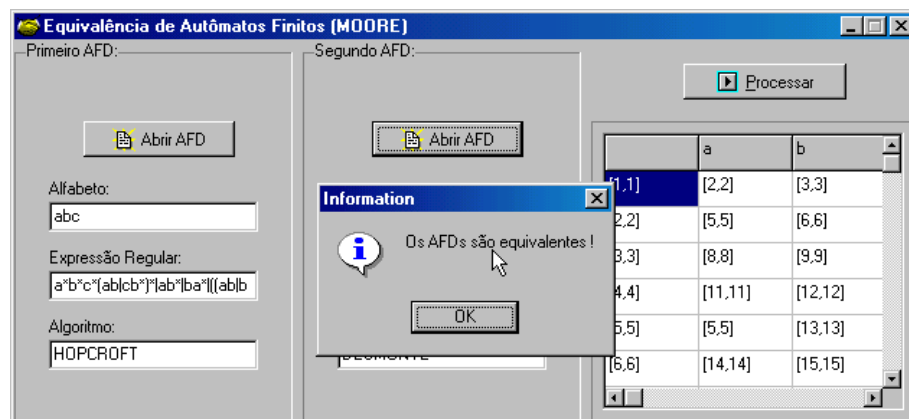 Equivalência de Autômatos Finitos (MOORE)
Primeiro AFD:
Abrir AFD
Alfabeto:
abc
Expressão Regular:
a*b*c*(ab|cb*)*|ab*|ba*|((ab|b
Algoritmo:
HOPCROFT
Segundo AFD:
Abrir AFD
Information
Os AFDs são equivalentes !
OK
Processar
a b
[1,1] [2,2] [3,3]
2,2] [5,5] [6,6]
3,3] [8,8] [9,9]
4,4] [11,11] [12,12]
5,5] [5,5] [13,13]
[6,6] [14,14] [15,15]